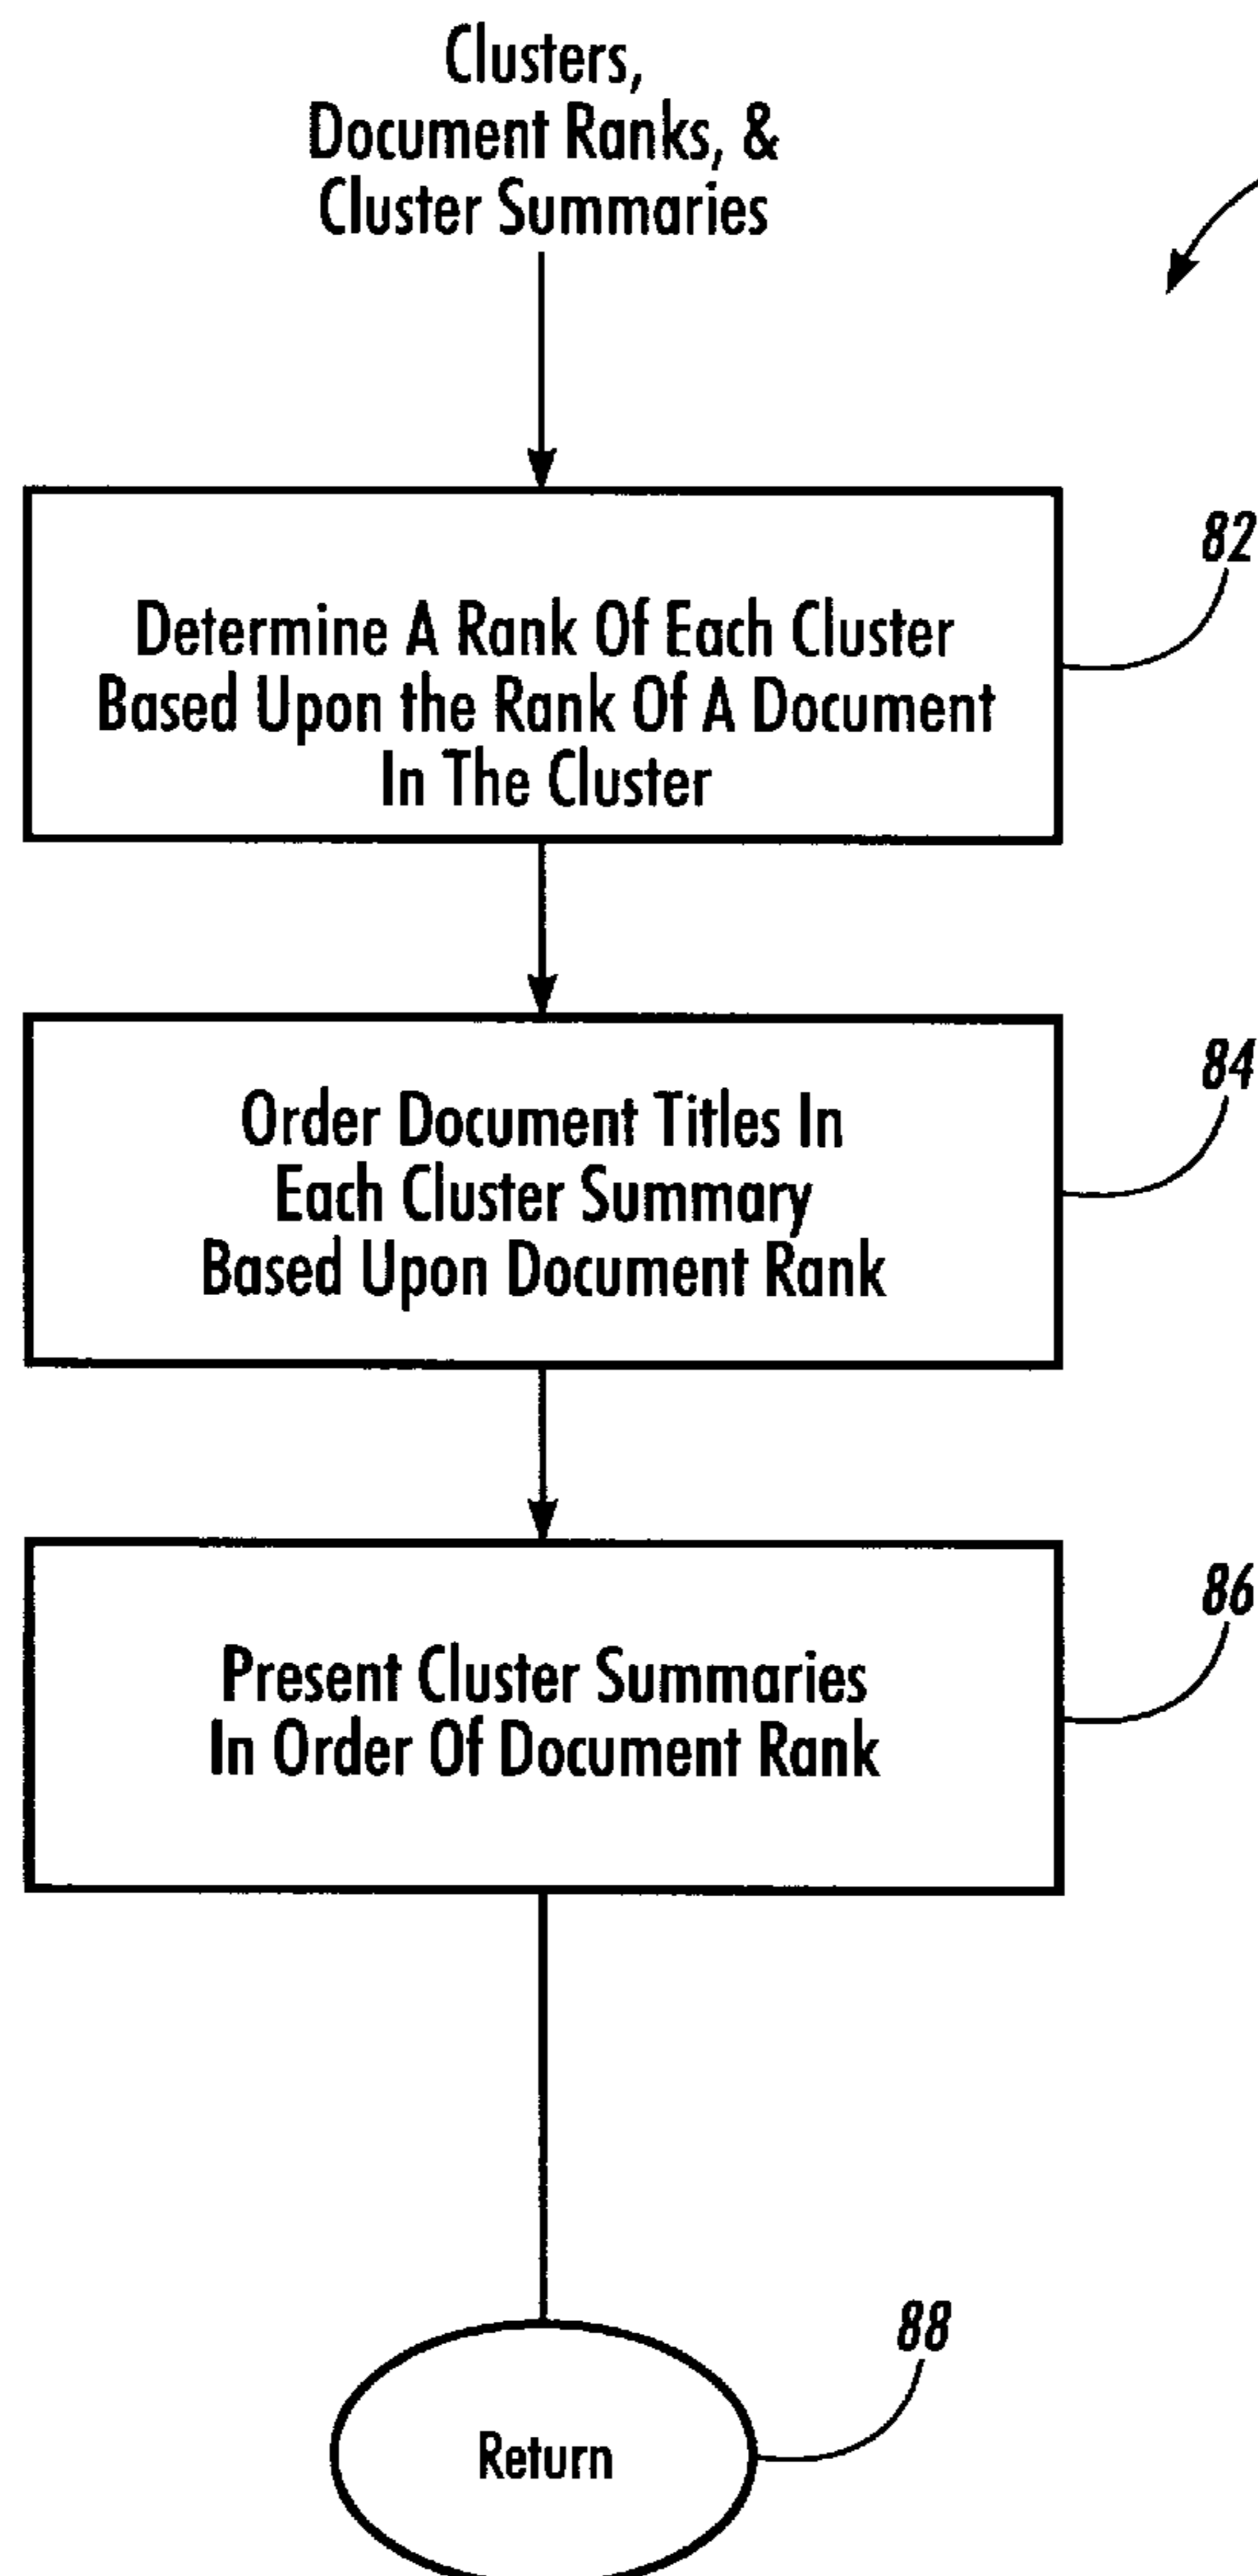 Clusters,
Document Ranks, &
Cluster Summaries
82
Determine A Rank Of Each Cluster
Based Upon the Rank Of A Document
In The Cluster
84
Order Document Titles In
Each Cluster Summary
Based Upon Document Rank
86
Present Cluster Summaries
In Order Of Document Rank
88
Return